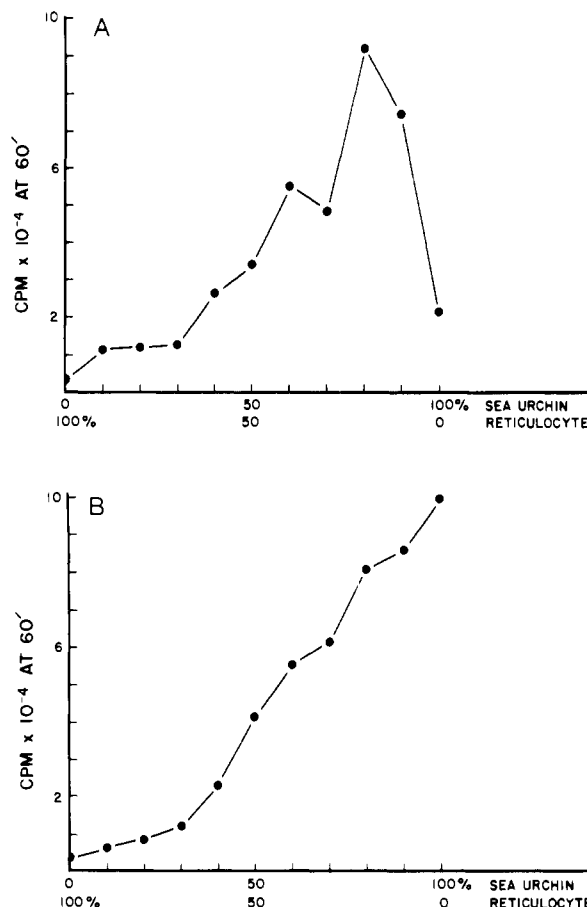 A
10
6
2
CPM x 10⁻⁴ AT 60′
0 50 100% SEA URCHIN
100% 50 0 RETICULOCYTE
B
10
6
2
CPM x 10⁻⁴ AT 60′
0 50 100% SEA URCHIN
100% 50 0 RETICULOCYTE